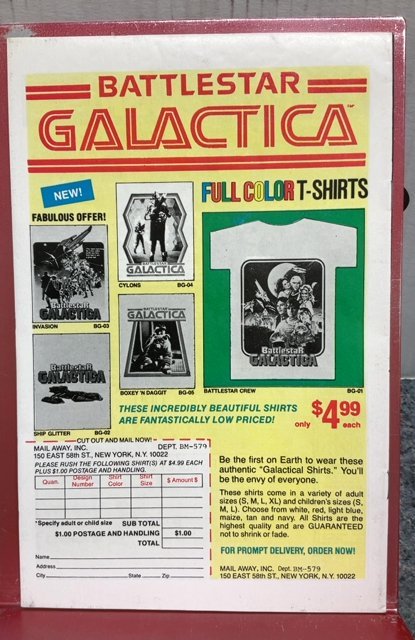 BATTLESTAR
GALACTICA™
NEW!
FULL COLOR T-SHIRTS
FABULOUS OFFER!
BattlestaR
GALACTICA
INVASION BG-03
BATTLESTAR
GALACTICA
CYLONS BG-04
BattlestaR
GALACTICA
SHIP GLITTER BG-02
BATTLESTAR
GALACTICA
BOXEY 'N DAGGIT BG-05
BattlestaR
GALACTICA
BATTLESTAR CREW BG-01
THESE INCREDIBLY BEAUTIFUL SHIRTS
ARE FANTASTICALLY LOW PRICED!
only $4.99 each
CUT OUT AND MAIL NOW!
MAIL AWAY, INC. DEPT. BM-579
150 EAST 58th ST., NEW YORK, N.Y. 10022
PLEASE RUSH THE FOLLOWING SHIRT(S) AT $4.99 EACH
PLUS $1.00 POSTAGE AND HANDLING.
Quan. Design Number Shirt Color Shirt Size $ Amount $
*Specify adult or child size SUB TOTAL
$1.00 POSTAGE AND HANDLING $1.00
TOTAL
Name
Address
City State Zip
Be the first on Earth to wear these
authentic "Galactical Shirts." You'll
be the envy of everyone.
These shirts come in a variety of adult
sizes (S, M, L, XL) and children's sizes (S,
M, L). Choose from white, red, light blue,
maize, tan and navy. All Shirts are the
highest quality and are GUARANTEED
not to shrink or fade.
FOR PROMPT DELIVERY, ORDER NOW!
MAIL AWAY, INC. Dept. BM-579
150 EAST 58th ST., NEW YORK, N.Y. 10022